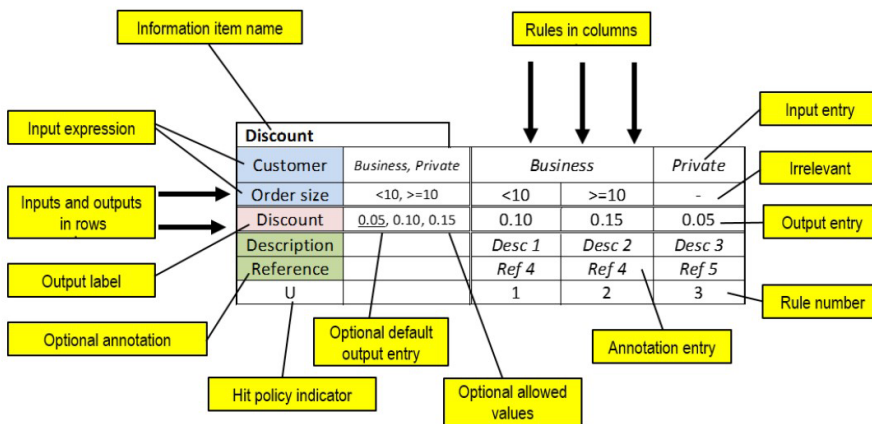 Information item name
Rules in columns
Input expression
Input entry
Discount
Customer Business, Private Business Private
Irrelevant
Order size <10, >=10 <10 >=10 -
Inputs and outputs
in rows
Discount 0.05, 0.10, 0.15 0.10 0.15 0.05
Output entry
Description Desc 1 Desc 2 Desc 3
Output label
Reference Ref 4 Ref 4 Ref 5
U 1 2 3
Rule number
Optional annotation
Optional default
output entry
Annotation entry
Hit policy indicator
Optional allowed
values